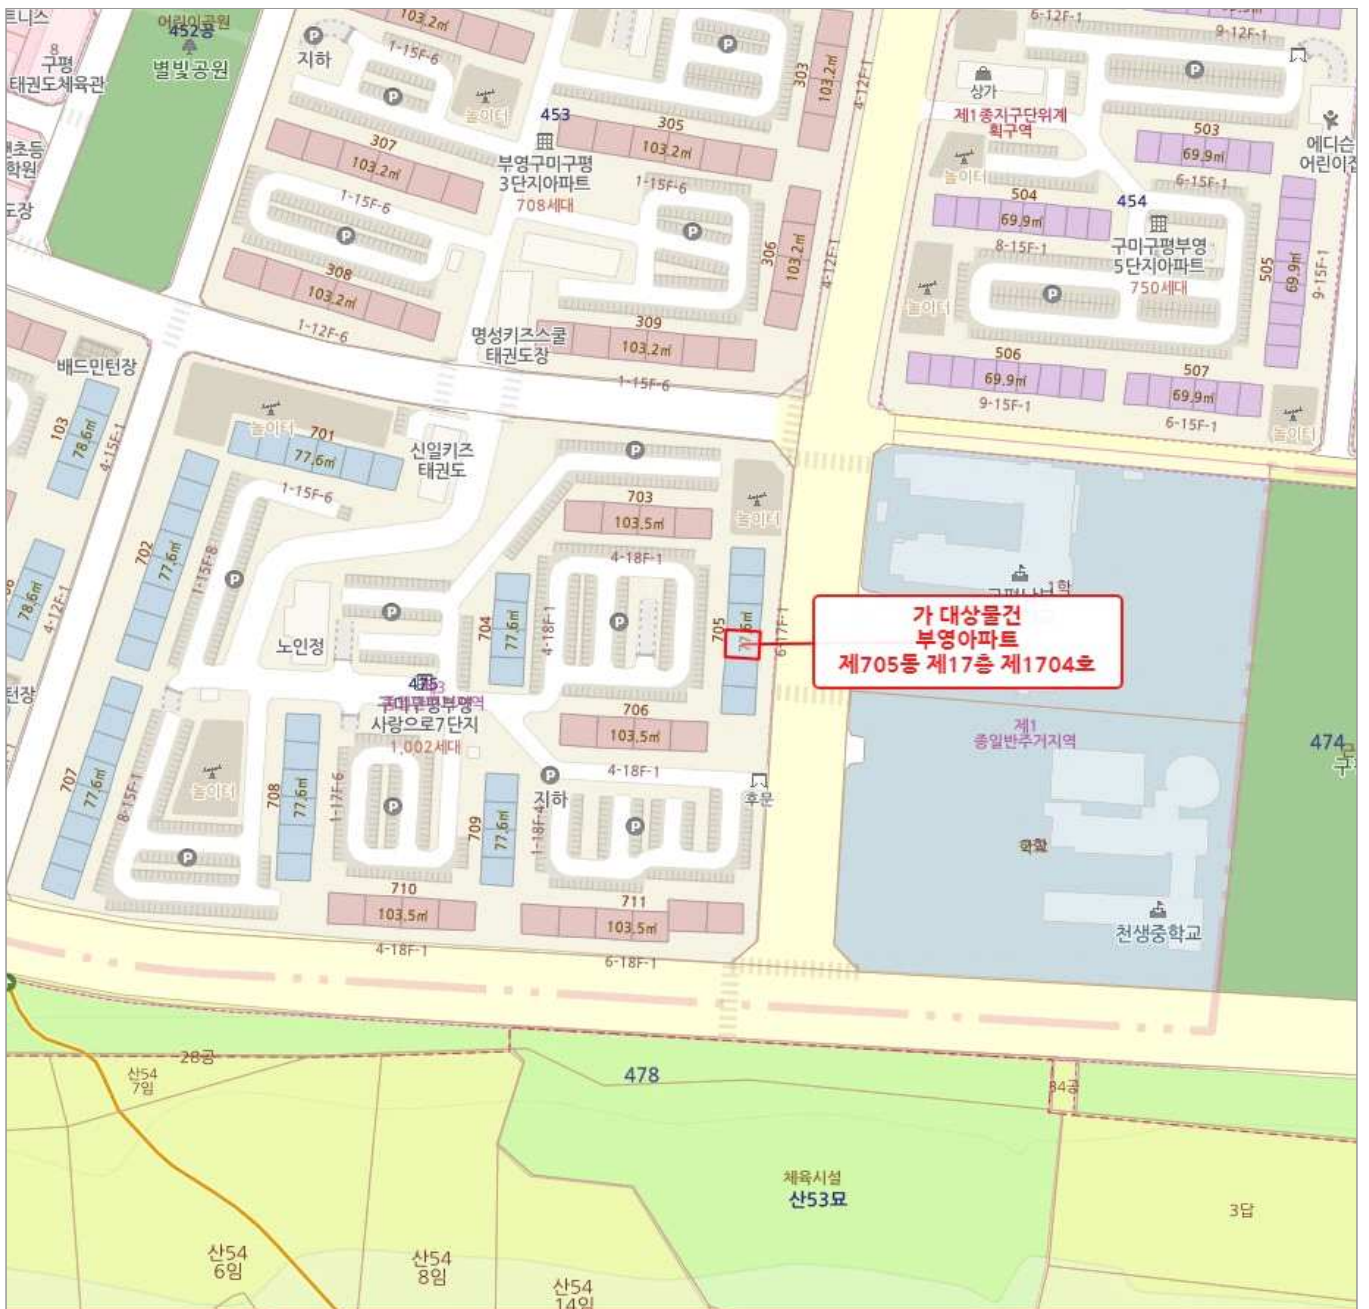 트니스
8
구평
태권도체육관
어린이공원
452공
별빛공원
지하
103.2㎡
1-15F-6
놀이터
453
303
103.2㎡
4-12F-1
6-12F-1
9-12F-1
상가
제1종지구단위계
획구역
에디슨
503
69.9㎡
6-15F-1
307
103.2㎡
1-15F-6
부영구미구평
3단지아파트
708세대
305
103.2㎡
1-15F-6
놀이터
504
69.9㎡
8-15F-1
454
구미구평부영
5단지아파트
750세대
505
69.9㎡
9-15F-1
도장
308
103.2㎡
1-12F-6
306
103.2㎡
4-12F-1
놀이터
명성키즈스쿨
태권도장
309
103.2㎡
1-15F-6
506
69.9㎡
9-15F-1
507
69.9㎡
6-15F-1
놀이터
배드민턴장
103
78.6㎡
4-15F-1
놀이터
701
77.6㎡
1-15F-6
신일키즈
태권도
703
103.5㎡
4-18F-1
놀이터
702
77.6㎡
1-15F-8
78.6㎡
4-12F-1
노인정
704
77.6㎡
4-18F-1
705
6-17F-1
가 대상물건
부영아파트
제705동 제17층 제1704호
475
구미구평부영
사랑으로7단지
1,002세대
706
103.5㎡
4-18F-1
제1
종일반주거지역
474
턴장
707
77.6㎡
8-15F-1
놀이터
708
77.6㎡
1-17F-6
709
77.6㎡
1-18F-4
지하
후문
710
103.5㎡
4-18F-1
711
103.5㎡
6-18F-1
천생중학교
28공
산54
7임
478
84공
체육시설
산53묘
3답
산54
6임
산54
8임
산54
14임